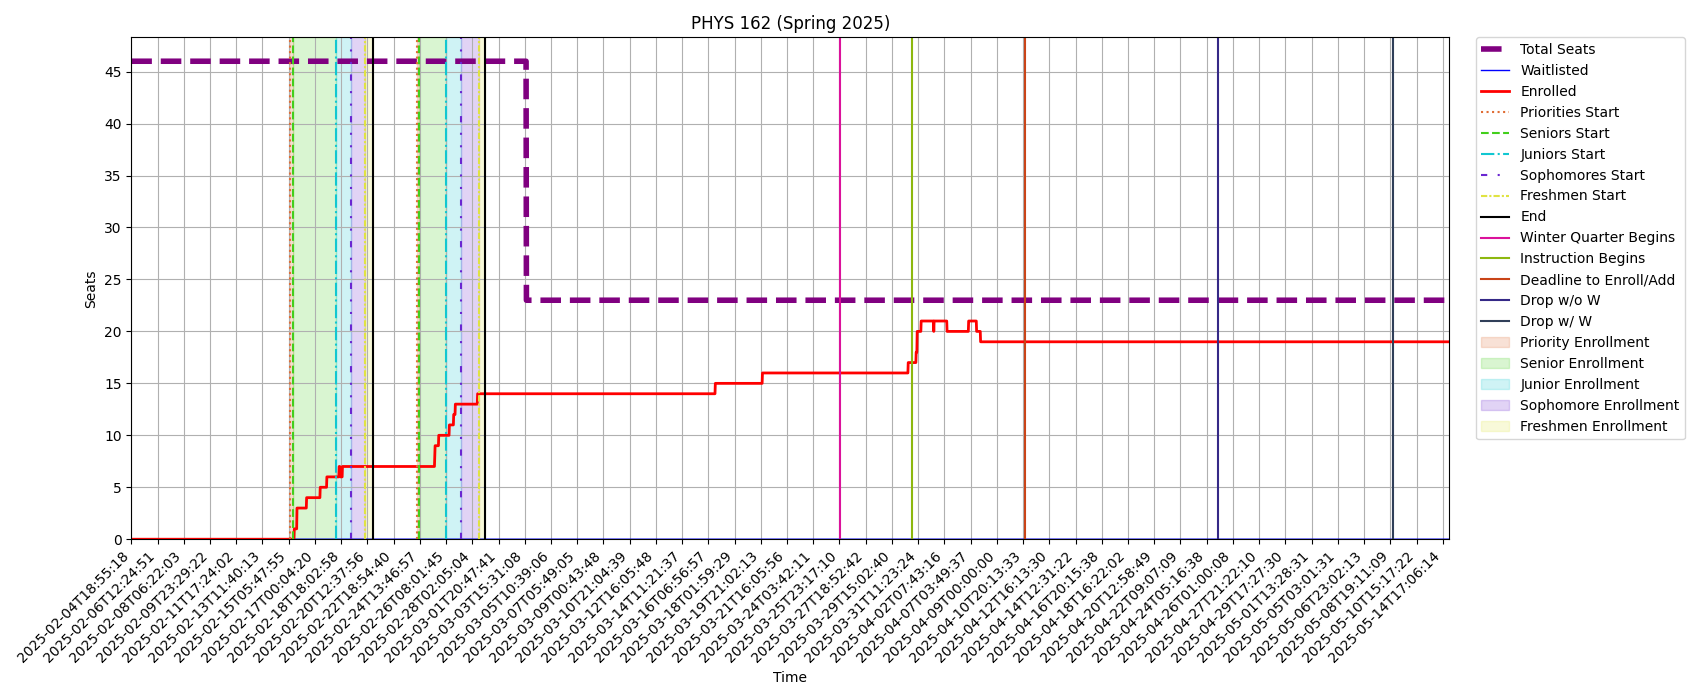 PHYS 162 (Spring 2025)
Seats
45
40
35
30
25
20
15
10
5
0
2025-02-04T18:55:18
2025-02-06T12:24:51
2025-02-08T06:22:03
2025-02-09T23:29:22
2025-02-11T17:24:02
2025-02-13T11:40:13
2025-02-15T05:47:55
2025-02-17T00:04:20
2025-02-18T18:02:58
2025-02-20T12:37:56
2025-02-22T18:54:40
2025-02-24T13:46:57
2025-02-26T08:01:45
2025-02-28T02:05:04
2025-03-01T20:47:41
2025-03-03T15:31:08
2025-03-05T10:39:06
2025-03-07T05:49:05
2025-03-09T00:43:48
2025-03-10T21:04:39
2025-03-12T16:05:48
2025-03-14T11:21:37
2025-03-16T06:56:57
2025-03-18T01:59:29
2025-03-19T21:02:13
2025-03-21T16:05:56
2025-03-24T03:42:11
2025-03-25T23:17:10
2025-03-27T18:52:42
2025-03-29T15:02:40
2025-03-31T11:23:24
2025-04-02T07:43:16
2025-04-07T03:49:37
2025-04-09T00:00:00
2025-04-10T20:13:33
2025-04-12T16:13:30
2025-04-14T12:31:22
2025-04-16T20:15:38
2025-04-18T16:22:02
2025-04-20T12:58:49
2025-04-22T09:07:09
2025-04-24T05:16:38
2025-04-26T01:00:08
2025-04-27T21:22:10
2025-04-29T17:27:30
2025-05-01T13:28:31
2025-05-05T03:01:31
2025-05-06T23:02:13
2025-05-08T19:11:09
2025-05-10T15:17:22
2025-05-14T17:06:14
Time
Total Seats
Waitlisted
Enrolled
Priorities Start
Seniors Start
Juniors Start
Sophomores Start
Freshmen Start
End
Winter Quarter Begins
Instruction Begins
Deadline to Enroll/Add
Drop w/o W
Drop w/ W
Priority Enrollment
Senior Enrollment
Junior Enrollment
Sophomore Enrollment
Freshmen Enrollment